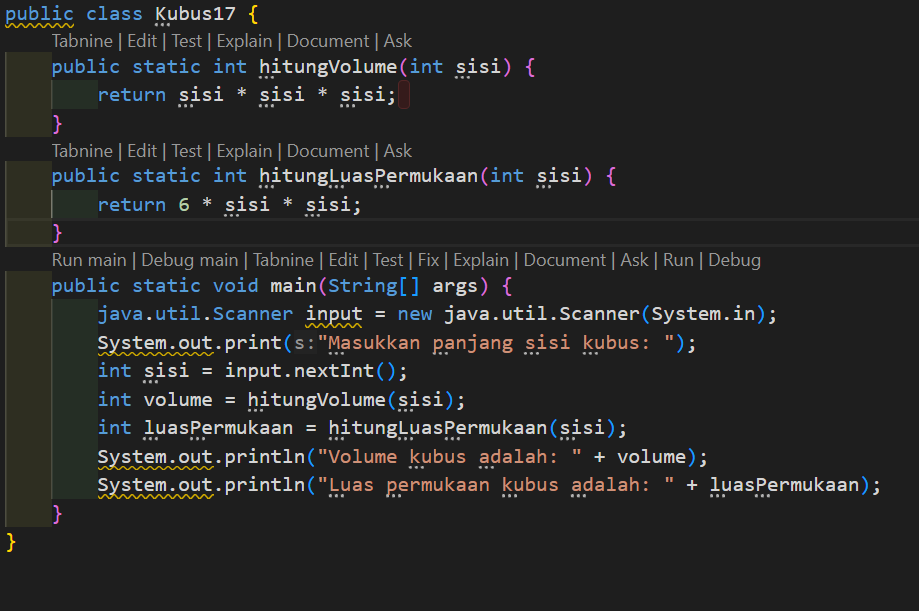 public class Kubus17 {
Tabnine | Edit | Test | Explain | Document | Ask
public static int hitungVolume(int sisi) {
return sisi * sisi * sisi;
}
Tabnine | Edit | Test | Explain | Document | Ask
public static int hitungLuasPermukaan(int sisi) {
return 6 * sisi * sisi;
}
Run main | Debug main | Tabnine | Edit | Test | Fix | Explain | Document | Ask | Run | Debug
public static void main(String[] args) {
java.util.Scanner input = new java.util.Scanner(System.in);
System.out.print(s:"Masukkan panjang sisi kubus: ");
int sisi = input.nextInt();
int volume = hitungVolume(sisi);
int luasPermukaan = hitungLuasPermukaan(sisi);
System.out.println("Volume kubus adalah: " + volume);
System.out.println("Luas permukaan kubus adalah: " + luasPermukaan);
}
}